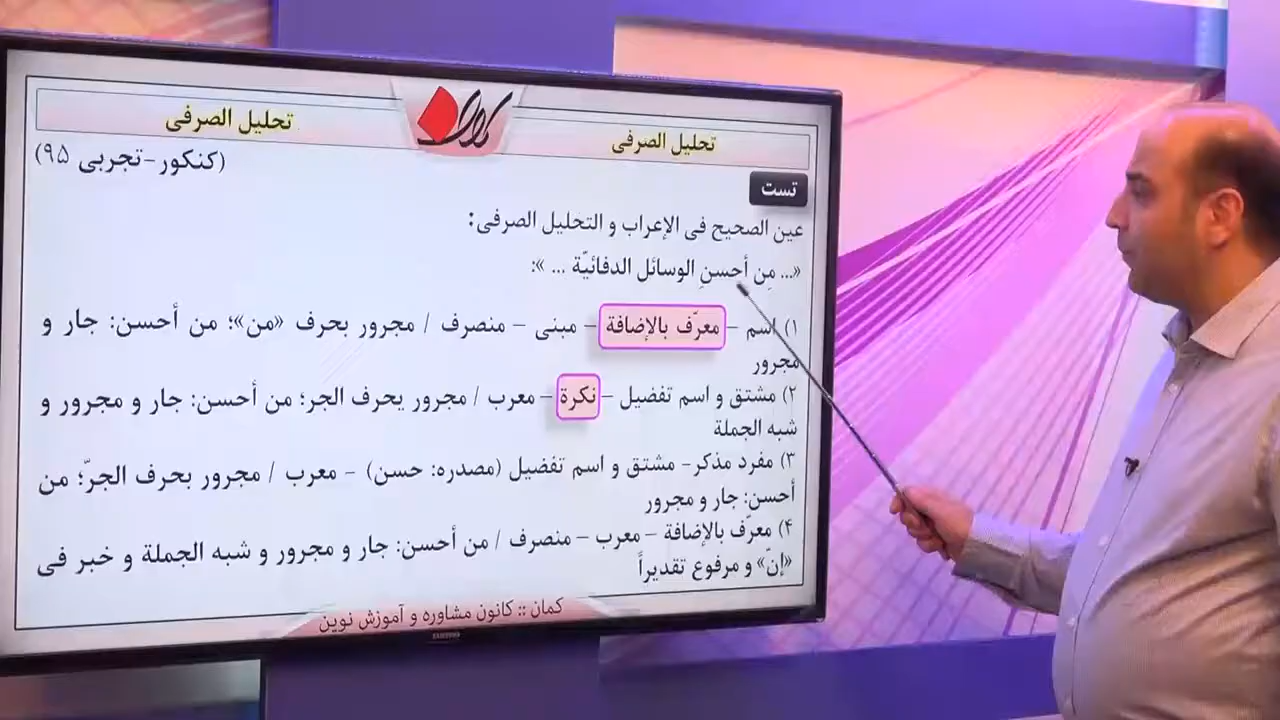 تحلیل الصرفی
تحلیل الصرفی
(کنکور-تجربی ۹۵)
تست
عین الصحیح فی الإعراب و التحلیل الصرفی:
«... مِن أحسنِ الوسائل الدفائیّة ... »:
۱) اسم – معرّف بالإضافة – مبنی – منصرف / مجرور بحرف «من»؛ من أحسن: جار و
مجرور
۲) مشتق و اسم تفضیل – نکرة – معرب / مجرور یحرف الجر؛ من أحسن: جار و مجرور و
شبه الجملة
۳) مفرد مذکر- مشتق و اسم تفضیل (مصدره: حسن) – معرب / مجرور بحرف الجرّ؛ من
أحسن: جار و مجرور
۴) معرّف بالإضافة – معرب – منصرف / من أحسن: جار و مجرور و شبه الجملة و خبر فی
«إنّ» و مرفوع تقدیراً
کمان :: کانون مشاوره و آموزش نوین
SAMSUNG